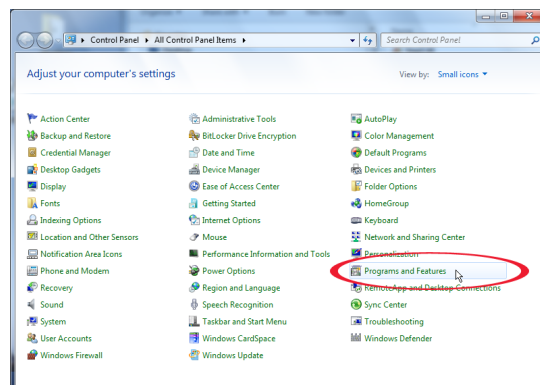 Control Panel ▸ All Control Panel Items ▸
Search Control Panel
Adjust your computer's settings
View by: Small icons
Action Center
Administrative Tools
AutoPlay
Backup and Restore
BitLocker Drive Encryption
Color Management
Credential Manager
Date and Time
Default Programs
Desktop Gadgets
Device Manager
Devices and Printers
Display
Ease of Access Center
Folder Options
Fonts
Getting Started
HomeGroup
Indexing Options
Internet Options
Keyboard
Location and Other Sensors
Mouse
Network and Sharing Center
Notification Area Icons
Performance Information and Tools
Personalization
Phone and Modem
Power Options
Programs and Features
Recovery
Region and Language
RemoteApp and Desktop Connections
Sound
Speech Recognition
Sync Center
System
Taskbar and Start Menu
Troubleshooting
User Accounts
Windows CardSpace
Windows Defender
Windows Firewall
Windows Update